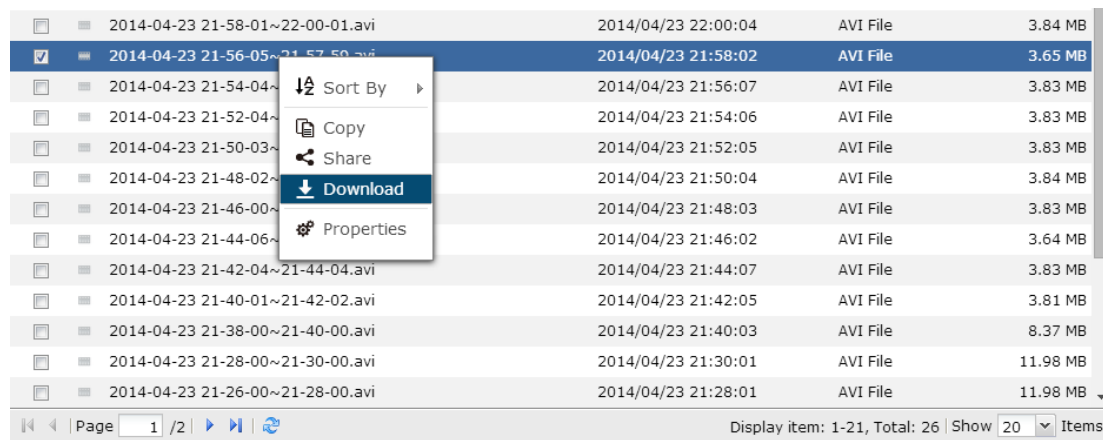 2014-04-23 21-58-01~22-00-01.avi 2014/04/23 22:00:04 AVI File 3.84 MB
2014-04-23 21-56-05~21-57-59.avi 2014/04/23 21:58:02 AVI File 3.65 MB
2014-04-23 21-54-04~ 2014/04/23 21:56:07 AVI File 3.83 MB
2014-04-23 21-52-04~ 2014/04/23 21:54:06 AVI File 3.83 MB
2014-04-23 21-50-03~ 2014/04/23 21:52:05 AVI File 3.83 MB
2014-04-23 21-48-02~ 2014/04/23 21:50:04 AVI File 3.84 MB
2014-04-23 21-46-00~ 2014/04/23 21:48:03 AVI File 3.83 MB
2014-04-23 21-44-06~ 2014/04/23 21:46:02 AVI File 3.64 MB
2014-04-23 21-42-04~21-44-04.avi 2014/04/23 21:44:07 AVI File 3.83 MB
2014-04-23 21-40-01~21-42-02.avi 2014/04/23 21:42:05 AVI File 3.81 MB
2014-04-23 21-38-00~21-40-00.avi 2014/04/23 21:40:03 AVI File 8.37 MB
2014-04-23 21-28-00~21-30-00.avi 2014/04/23 21:30:01 AVI File 11.98 MB
2014-04-23 21-26-00~21-28-00.avi 2014/04/23 21:28:01 AVI File 11.98 MB
Sort By
Copy
Share
Download
Properties
Page 1 /2 Display item: 1-21, Total: 26 Show 20 Items